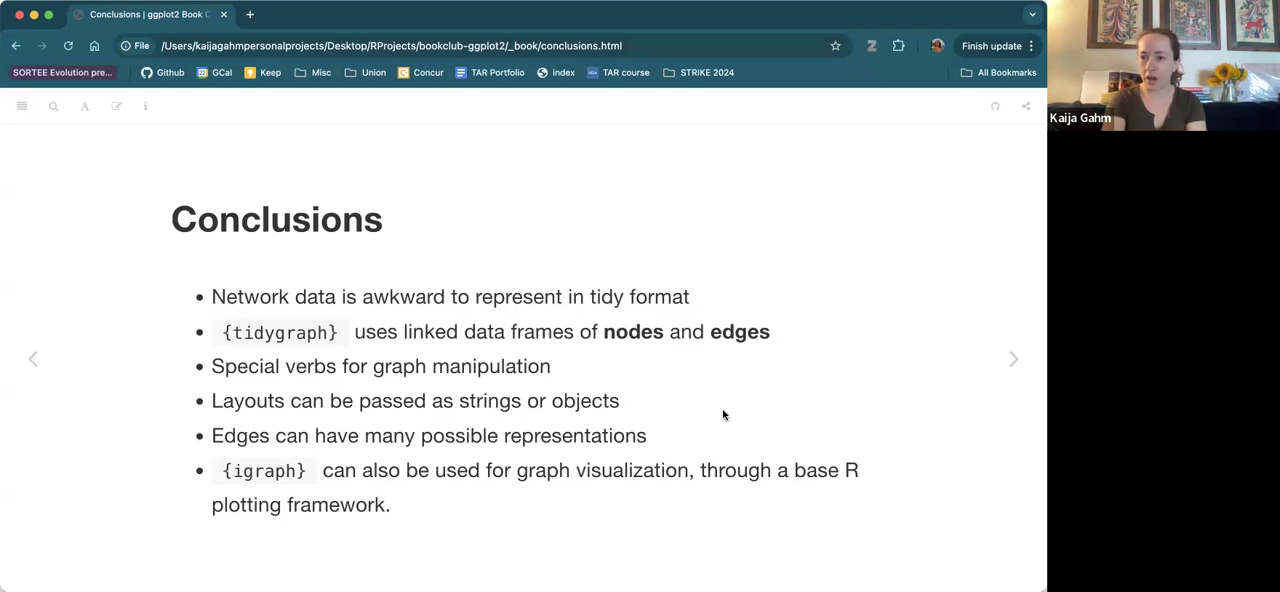 Conclusions | ggplot2 Book C
File /Users/kaijagahmpersonalprojects/Desktop/RProjects/bookclub-ggplot2/_book/conclusions.html Finish update
SORTEE Evolution pre... Github GCal Keep Misc Union Concur TAR Portfolio index TAR course STRIKE 2024 All Bookmarks
Kaija Gahm
Conclusions
• Network data is awkward to represent in tidy format
• {tidygraph} uses linked data frames of nodes and edges
• Special verbs for graph manipulation
• Layouts can be passed as strings or objects
• Edges can have many possible representations
• {igraph} can also be used for graph visualization, through a base R
plotting framework.